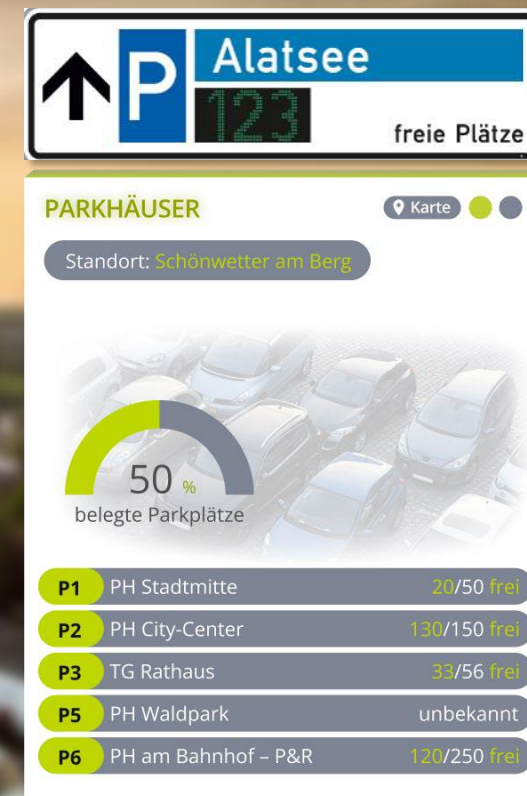 P Alatsee
123
freie Plätze
PARKHÄUSER
Karte
Standort: Schönwetter am Berg
50 %
belegte Parkplätze
P1 PH Stadtmitte 20/50 frei
P2 PH City-Center 130/150 frei
P3 TG Rathaus 33/56 frei
P5 PH Waldpark unbekannt
P6 PH am Bahnhof – P&R 120/250 frei